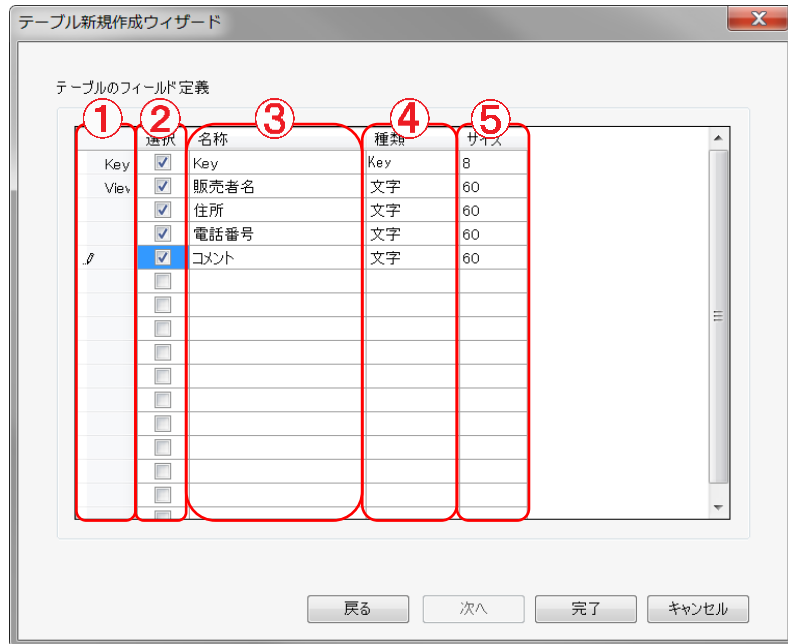 テーブル新規作成ウィザード
X
テーブルのフィールド定義
① ② ③ ④ ⑤
選択 名称 種類 サイズ
Key Key Key 8
View 販売者名 文字 60
住所 文字 60
電話番号 文字 60
コメント 文字 60
戻る 次へ 完了 キャンセル